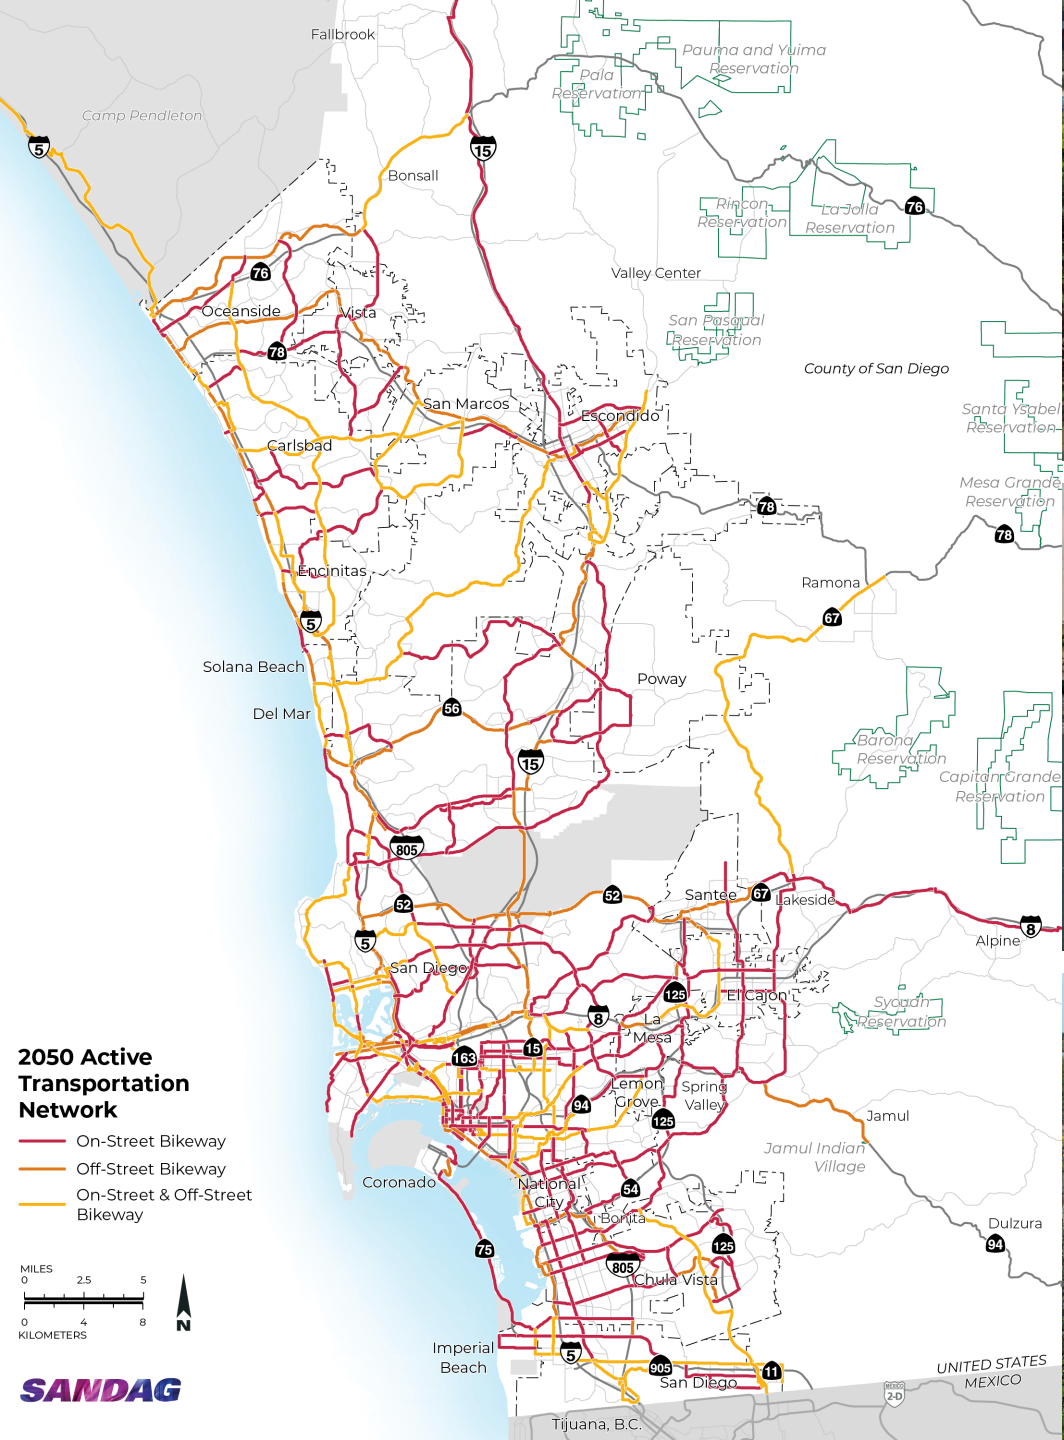 Fallbrook
Pauma and Yuima
Reservation
Pala
Reservation
Camp Pendleton
5
15
Bonsall
76
Rincon
Reservation
La Jolla
Reservation
Valley Center
76
Oceanside
Vista
San Pasqual
Reservation
78
County of San Diego
San Marcos
Escondido
Santa Ysabel
Reservation
Carlsbad
Mesa Grande
Reservation
78
78
Encinitas
Ramona
67
5
Solana Beach
Poway
Del Mar
56
Barona
Reservation
15
Capitan Grande
Reservation
805
52
67
Santee
Lakeside
52
5
8
Alpine
San Diego
125
El Cajon
Sycuan
Reservation
8
La
Mesa
15
163
2050 Active
Transportation
Network
On-Street Bikeway
Off-Street Bikeway
On-Street & Off-Street
Bikeway
Lemon
Grove
Spring
Valley
94
125
Jamul
Jamul Indian
Village
Coronado
National
City
54
Bonita
Dulzura
94
75
125
805
Chula Vista
MILES
0 2.5 5
0 4 8
KILOMETERS
N
Imperial
Beach
5
905
11
San Diego
UNITED STATES
MEXICO
MEXICO
2-D
SANDAG
Tijuana, B.C.